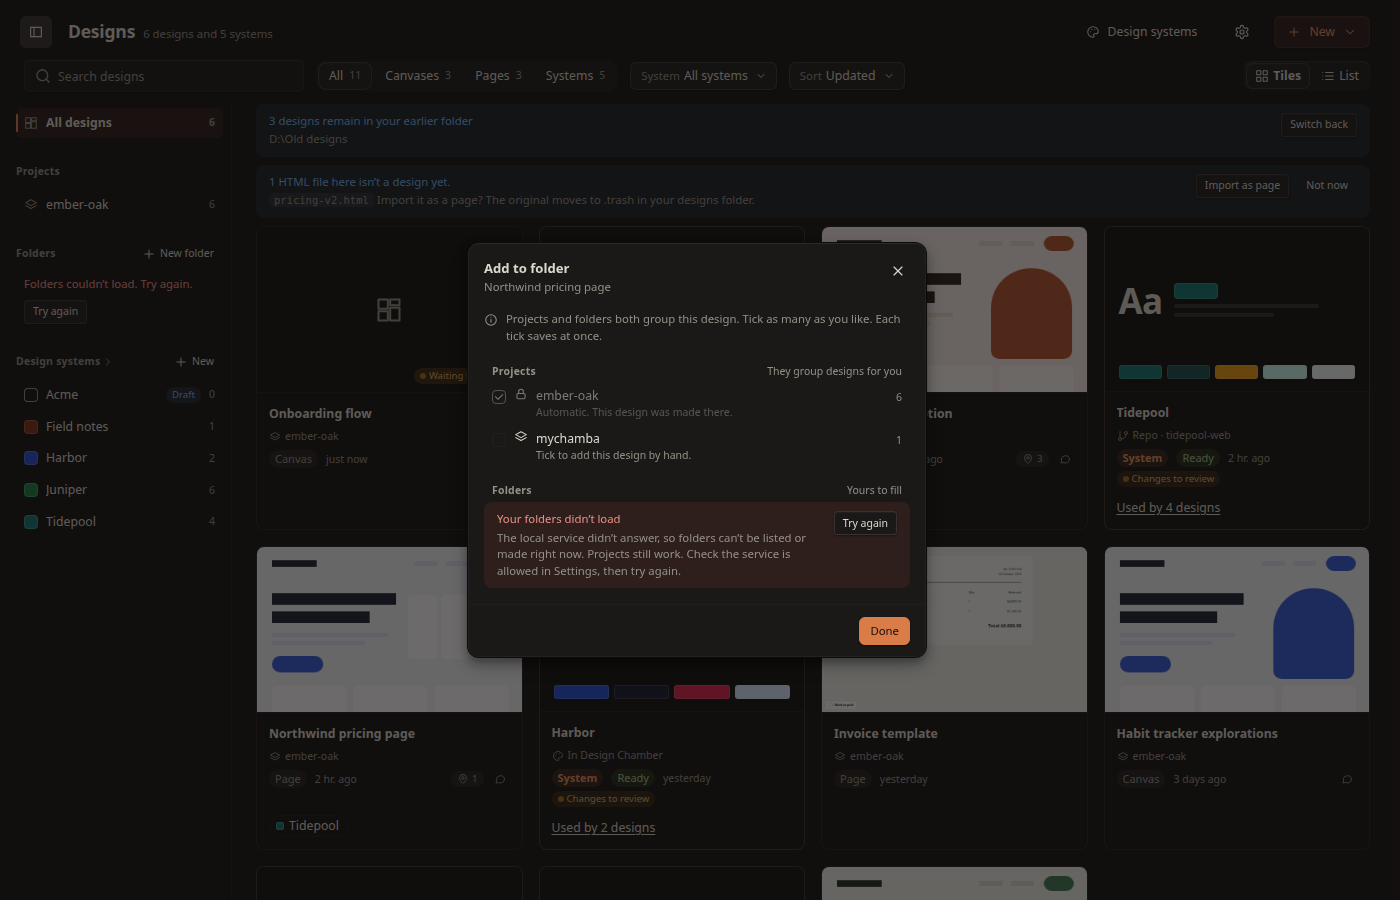 Designs 6 designs and 5 systems
Design systems
New
Search designs
All 11
Canvases 3
Pages 3
Systems 5
System All systems
Sort Updated
Tiles
List
All designs 6
Projects
ember-oak 6
Folders
New folder
Folders couldn't load. Try again.
Try again
Design systems
New
Acme Draft 0
Field notes 1
Harbor 2
Juniper 6
Tidepool 4
3 designs remain in your earlier folder
D:\Old designs
Switch back
1 HTML file here isn't a design yet.
pricing-v2.html Import it as a page? The original moves to .trash in your designs folder.
Import as page
Not now
Waiting
Onboarding flow
ember-oak
Canvas just now
Add to folder
Northwind pricing page
Projects and folders both group this design. Tick as many as you like. Each
tick saves at once.
Projects
They group designs for you
ember-oak 6
Automatic. This design was made there.
mychamba 1
Tick to add this design by hand.
Folders
Yours to fill
Your folders didn't load
The local service didn't answer, so folders can't be listed or
made right now. Projects still work. Check the service is
allowed in Settings, then try again.
Try again
Done
ago
3
Aa
Tidepool
Repo · tidepool-web
System Ready 2 hr. ago
Changes to review
Used by 4 designs
Northwind pricing page
ember-oak
Page 2 hr. ago 1
Tidepool
Harbor
In Design Chamber
System Ready yesterday
Changes to review
Used by 2 designs
Invoice template
ember-oak
Page yesterday
Habit tracker explorations
ember-oak
Canvas 3 days ago